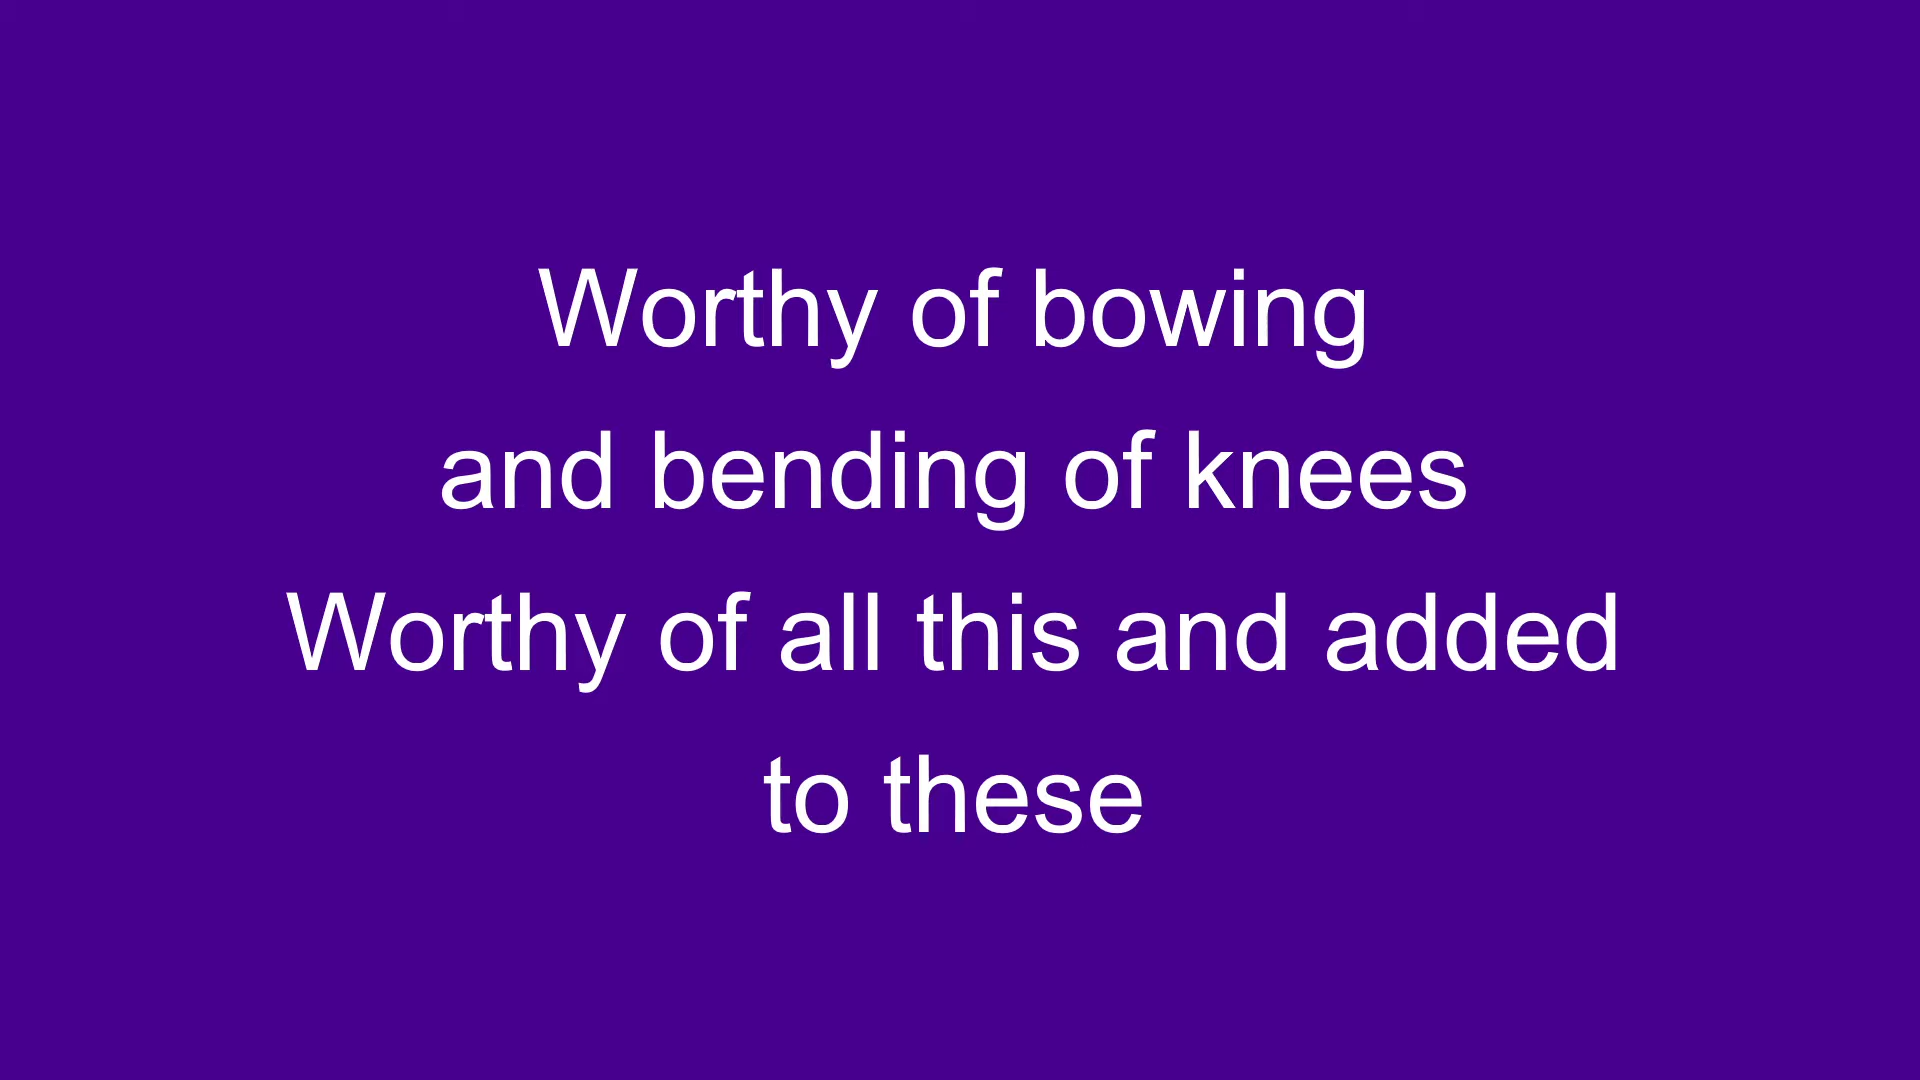 Worthy of bowing
and bending of knees
Worthy of all this and added
to these